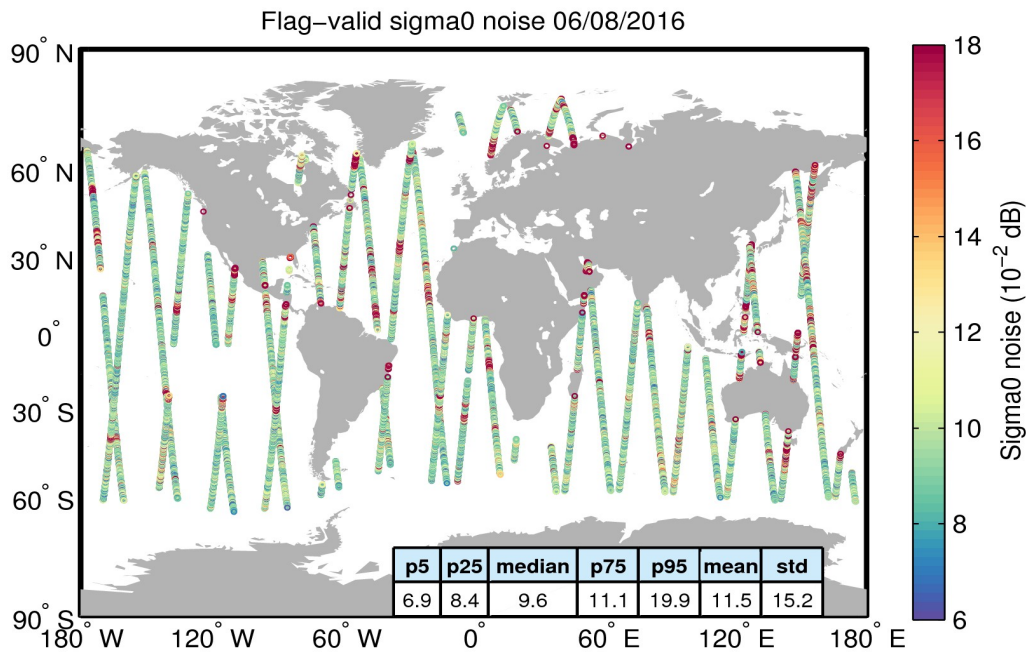 Flag−valid sigma0 noise 06/08/2016
90° N
60° N
30° N
0°
30° S
60° S
90° S
180° W
120° W
60° W
0°
60° E
120° E
180° E
p5 p25 median p75 p95 mean std
6.9 8.4 9.6 11.1 19.9 11.5 15.2
18
16
14
12
10
8
6
Sigma0 noise (10⁻² dB)